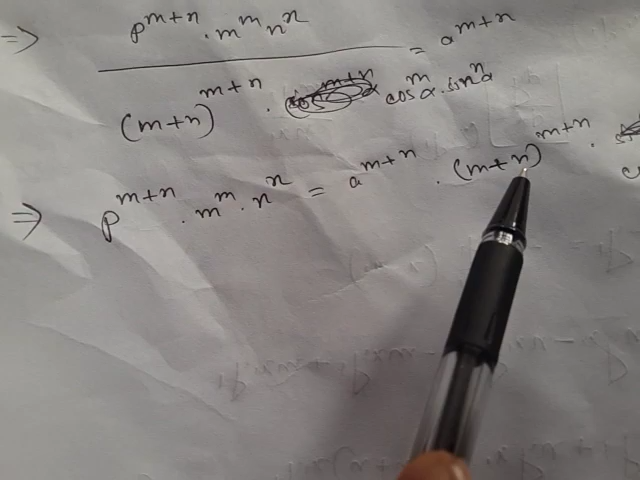 ⇒ p^{m+n} · m^m n^n / (m+n)^{m+n} · cos^m α · sin^n α = a^{m+n}
⇒ p^{m+n} · m^m · n^n = a^{m+n} · (m+n)^{m+n} ·